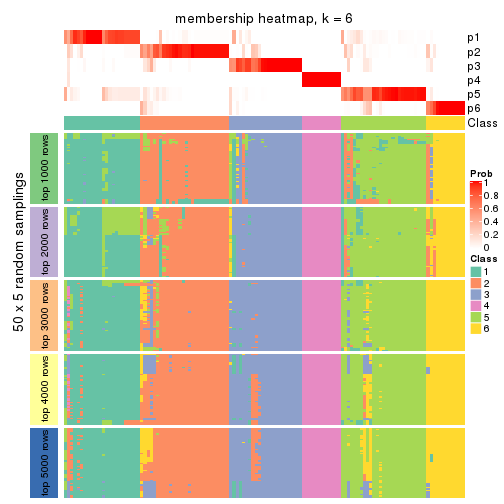 membership heatmap, k = 6
p1
p2
p3
p4
p5
p6
Class
50 x 5 random samplings
top 1000 rows
top 2000 rows
top 3000 rows
top 4000 rows
top 5000 rows
Prob
1
0.8
0.6
0.4
0.2
0
Class
1
2
3
4
5
6